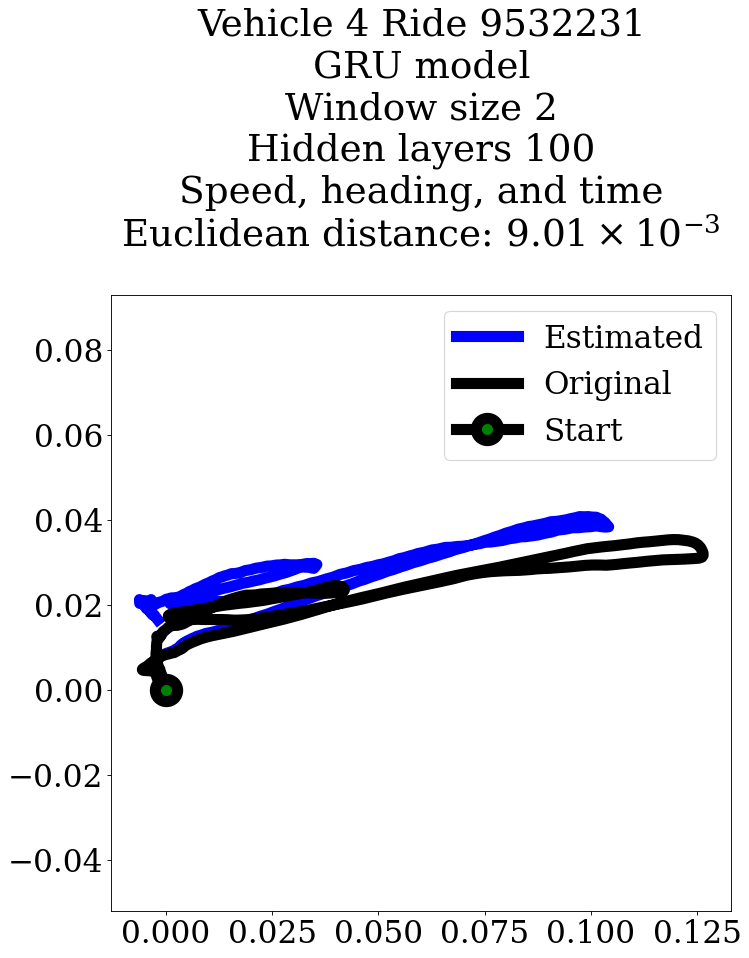 Vehicle 4 Ride 9532231
GRU model
Window size 2
Hidden layers 100
Speed, heading, and time
Euclidean distance: 9.01 × 10⁻³
Estimated
Original
Start
0.08
0.06
0.04
0.02
0.00
−0.02
−0.04
0.000 0.025 0.050 0.075 0.100 0.125